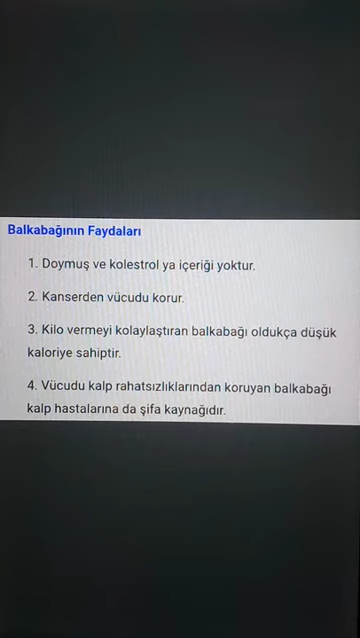 Balkabağının Faydaları
1. Doymuş ve kolestrol ya içeriği yoktur.
2. Kanserden vücudu korur.
3. Kilo vermeyi kolaylaştıran balkabağı oldukça düşük
kaloriye sahiptir.
4. Vücudu kalp rahatsızlıklarından koruyan balkabağı
kalp hastalarına da şifa kaynağıdır.